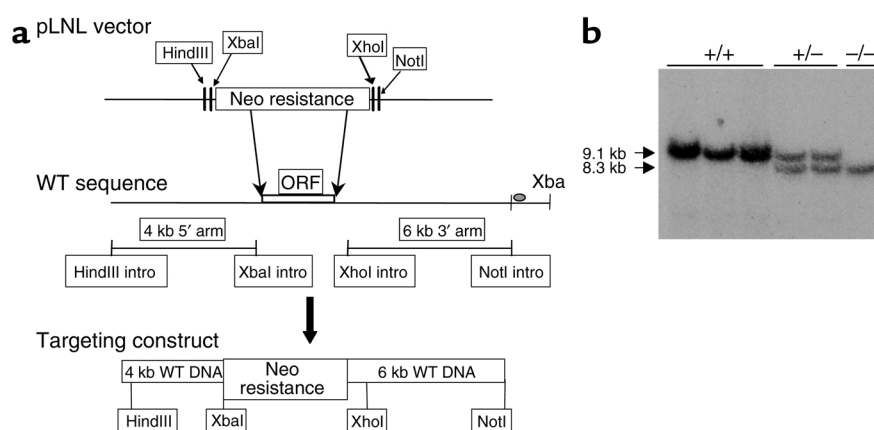 a pLNL vector
HindIII
XbaI
XhoI
NotI
Neo resistance
WT sequence
ORF
Xba
4 kb 5′ arm
6 kb 3′ arm
HindIII intro
XbaI intro
XhoI intro
NotI intro
Targeting construct
4 kb WT DNA
Neo
resistance
6 kb WT DNA
HindIII
XbaI
XhoI
NotI
b
+/+
+/−
−/−
9.1 kb
8.3 kb